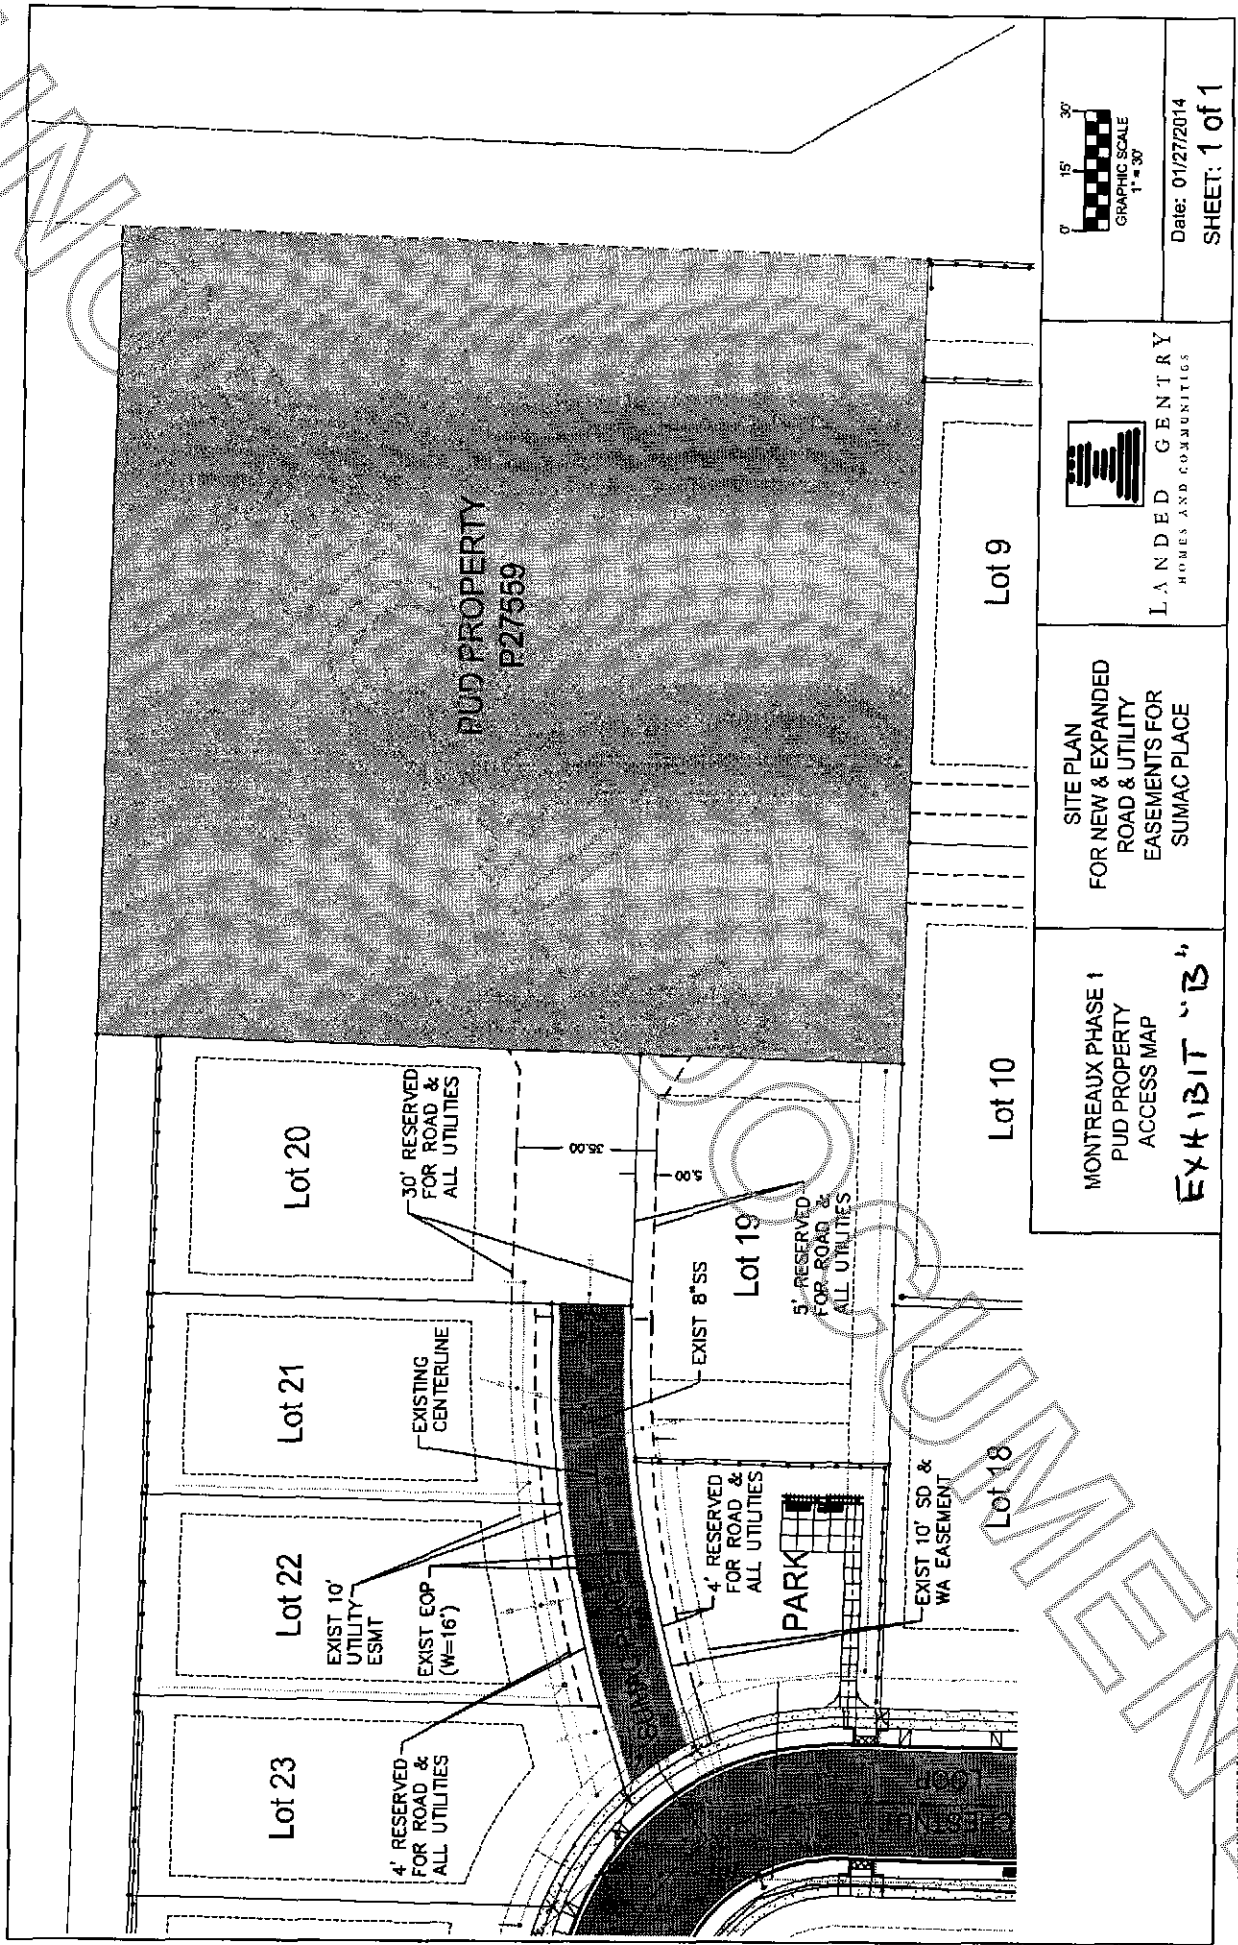 PUD PROPERTY
P27559
Lot 20
Lot 21
Lot 22
Lot 23
30' RESERVED
FOR ROAD &
ALL UTILITIES
EXISTING
CENTERLINE
EXIST 10'
UTILITY
ESMT
EXIST EOP
(W=16')
4' RESERVED
FOR ROAD &
ALL UTILITIES
35.00
5.00
Lot 19
5' RESERVED
FOR ROAD &
ALL UTILITIES
EXIST 8"SS
4' RESERVED
FOR ROAD &
ALL UTILITIES
PARK
EXIST 10' SD &
WA EASEMENT
CHESTNUT
LOOP
Lot 9
Lot 10
Lot 18
MONTREAUX PHASE 1
PUD PROPERTY
ACCESS MAP
EXHIBIT "B"
SITE PLAN
FOR NEW & EXPANDED
ROAD & UTILITY
EASEMENTS FOR
SUMAC PLACE
LANDED GENTRY
HOMES AND COMMUNITIES
0' 15' 30'
GRAPHIC SCALE
1" = 30'
Date: 01/27/2014
SHEET: 1 of 1
DOCUMENT